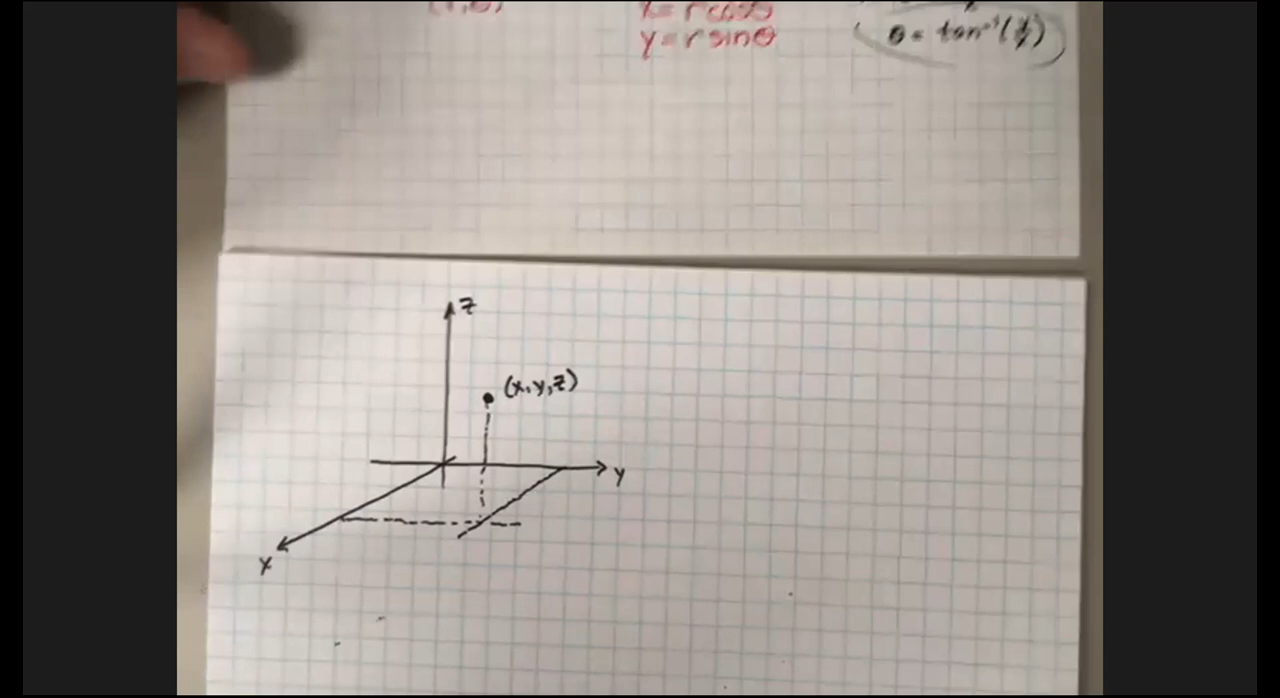 (r,θ)
x = r cosθ
y = r sinθ
θ = tan⁻¹(y/x)
z
(x,y,z)
y
x